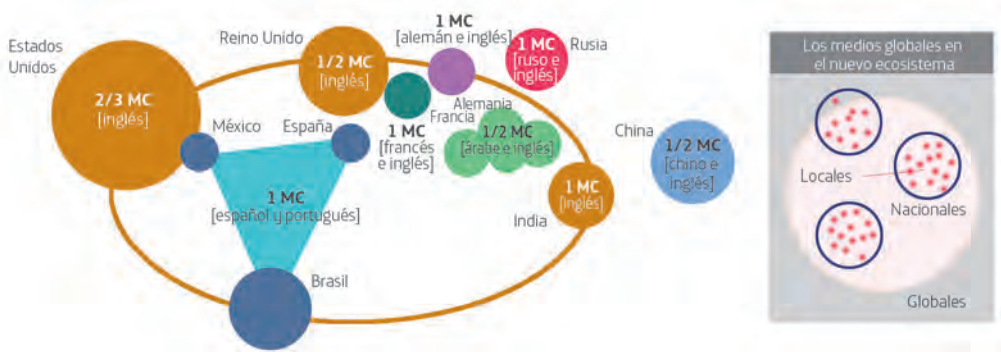 Estados
Unidos
2/3 MC
[inglés]
México
España
1 MC
[español y portugués]
Brasil
Reino Unido
1/2 MC
[inglés]
1 MC
[alemán e inglés]
Alemania
Francia
1 MC
[francés
e inglés]
1 MC
[ruso e
inglés]
Rusia
1/2 MC
[árabe e inglés]
1 MC
[inglés]
India
China
1/2 MC
[chino e
inglés]
Los medios globales en
el nuevo ecosistema
Locales
Nacionales
Globales